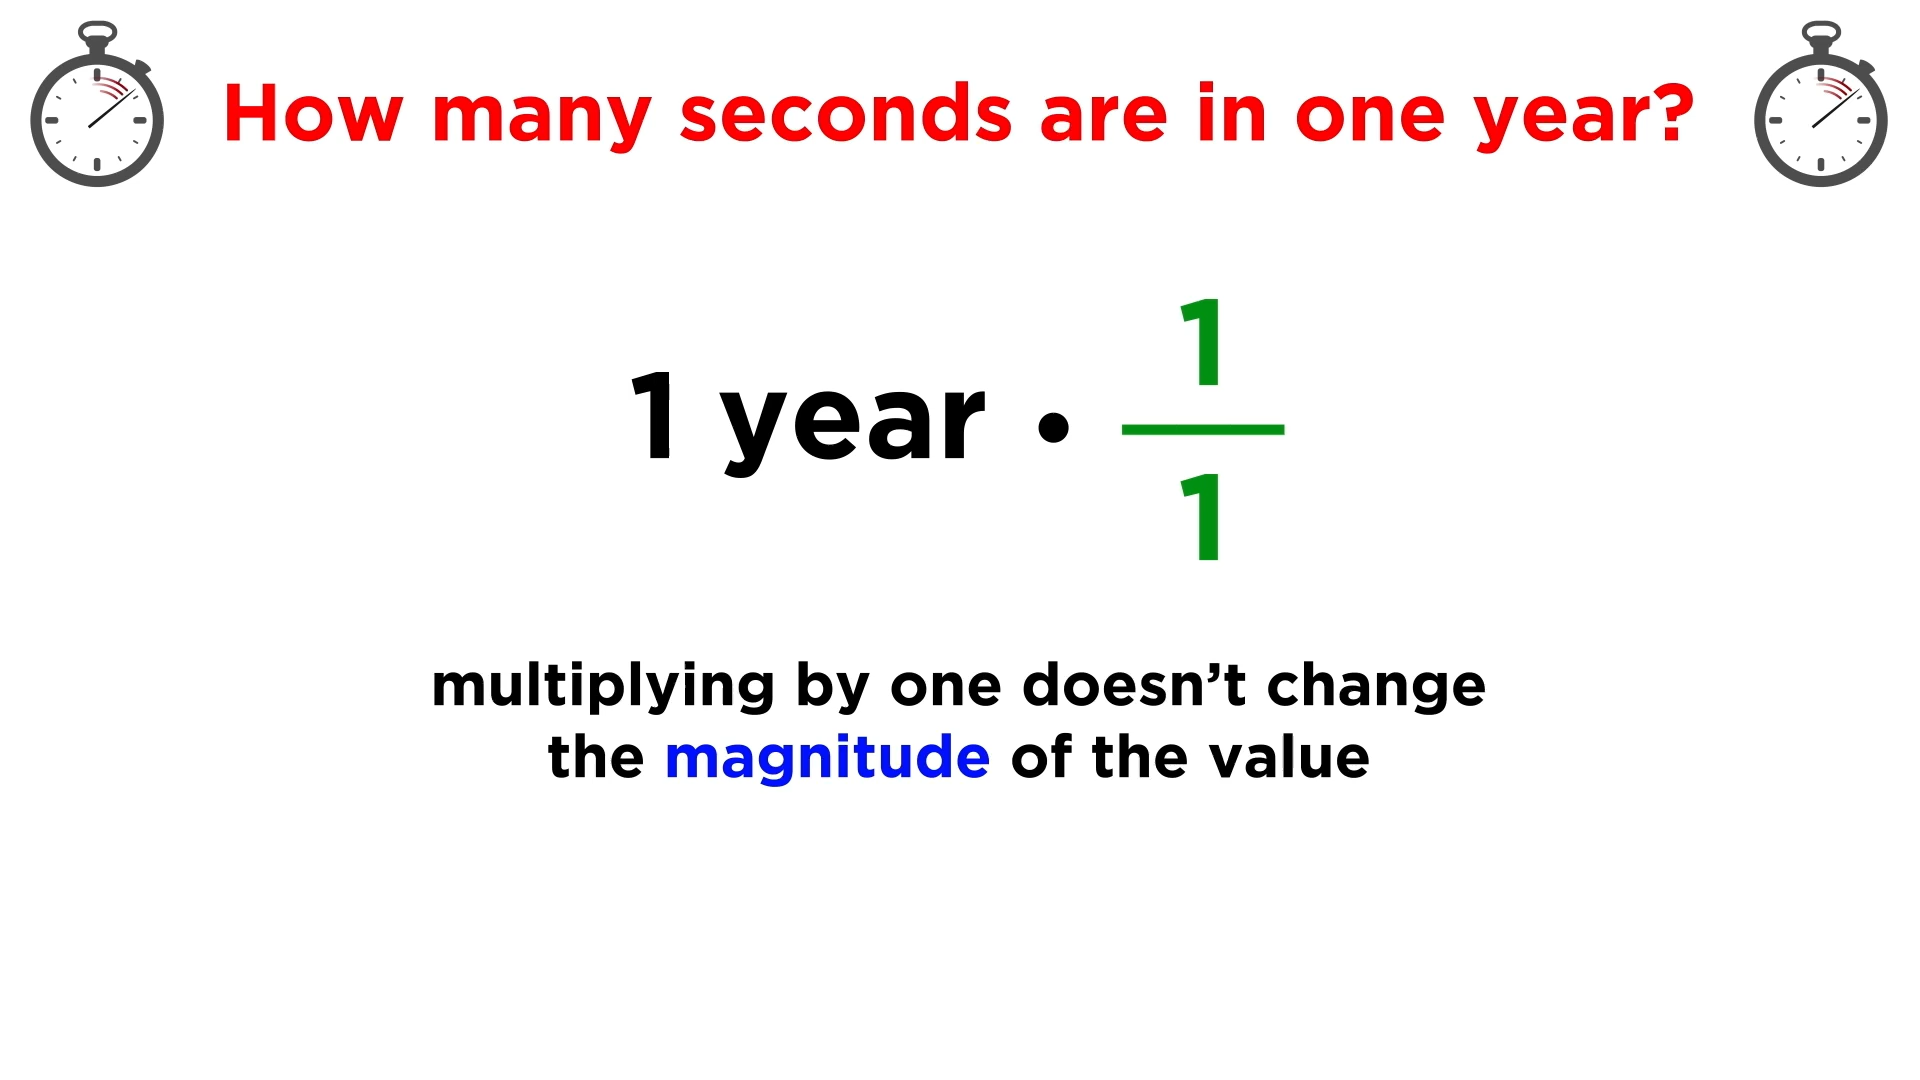 How many seconds are in one year?
1 year • 1/1
multiplying by one doesn’t change
the magnitude of the value